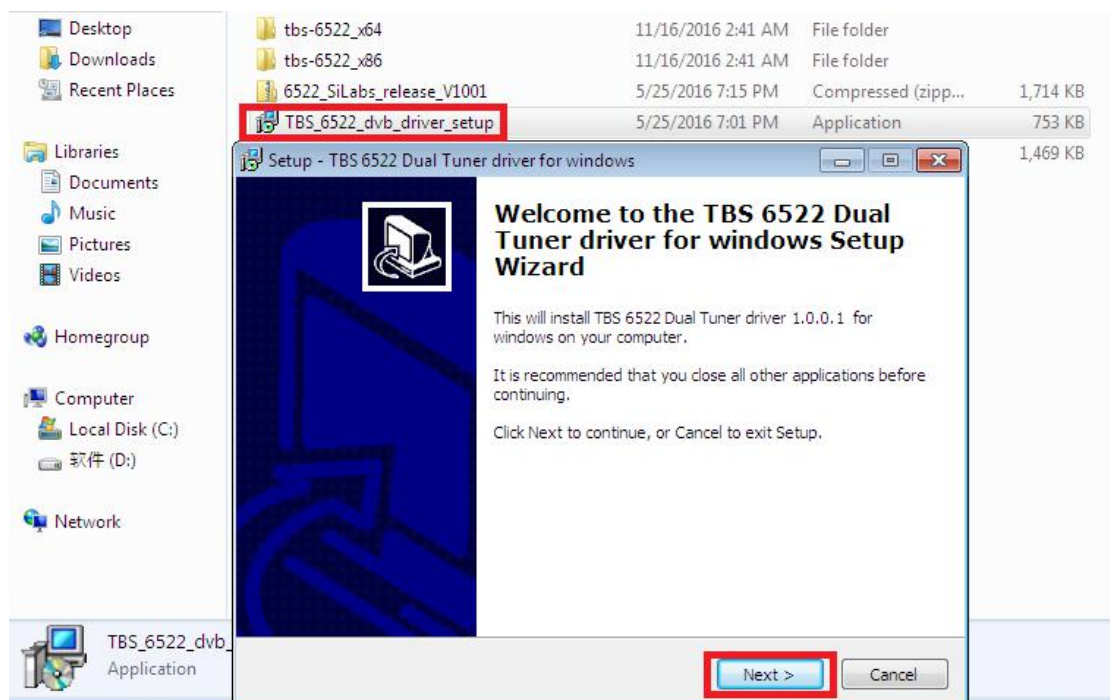 Desktop
Downloads
Recent Places
Libraries
Documents
Music
Pictures
Videos
Homegroup
Computer
Local Disk (C:)
软件 (D:)
Network
tbs-6522_x64 11/16/2016 2:41 AM File folder
tbs-6522_x86 11/16/2016 2:41 AM File folder
6522_SiLabs_release_V1001 5/25/2016 7:15 PM Compressed (zipp... 1,714 KB
TBS_6522_dvb_driver_setup 5/25/2016 7:01 PM Application 753 KB
1,469 KB
Setup - TBS 6522 Dual Tuner driver for windows
Welcome to the TBS 6522 Dual
Tuner driver for windows Setup
Wizard
This will install TBS 6522 Dual Tuner driver 1.0.0.1 for
windows on your computer.
It is recommended that you close all other applications before
continuing.
Click Next to continue, or Cancel to exit Setup.
Next >
Cancel
TBS_6522_dvb_
Application